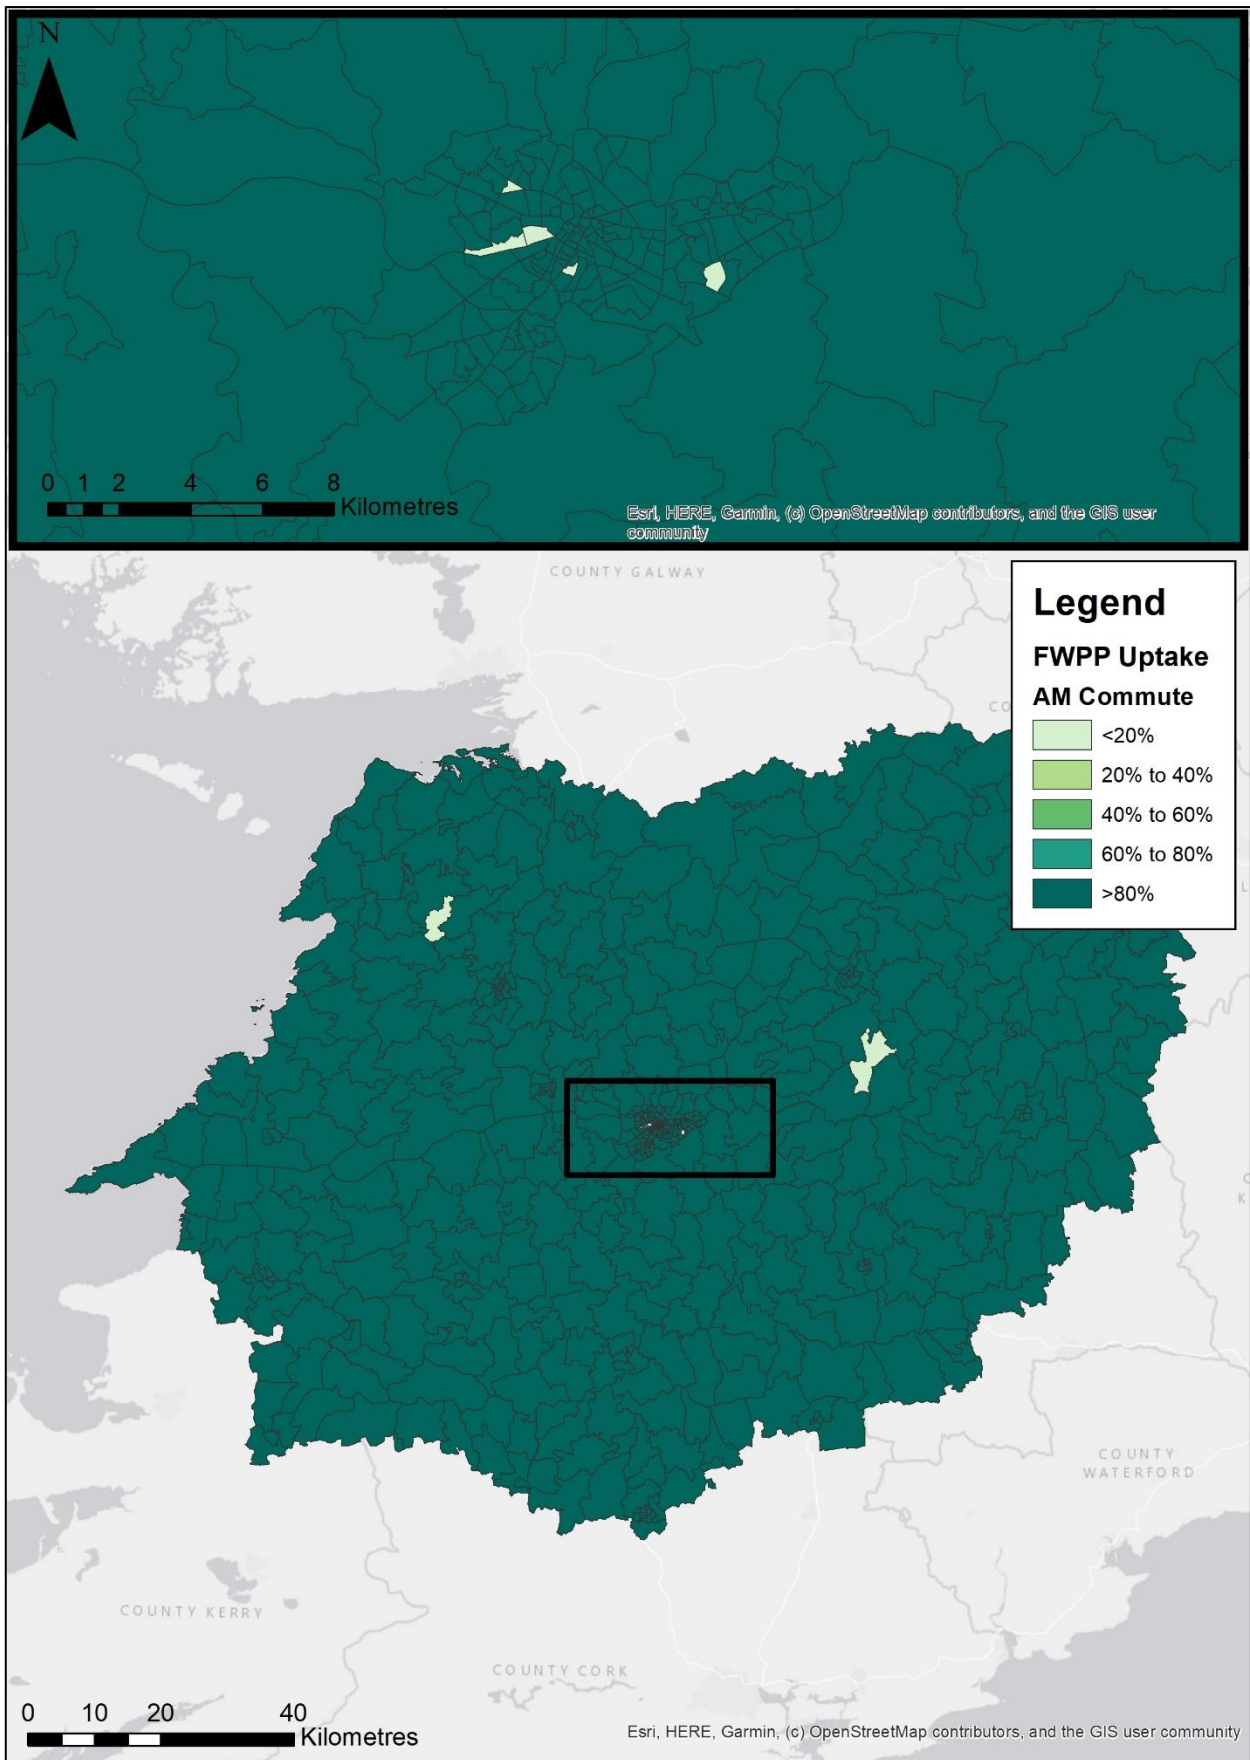 N
0 1 2 4 6 8
Kilometres
Esri, HERE, Garmin, (c) OpenStreetMap contributors, and the GIS user
community
COUNTY GALWAY
Legend
FWPP Uptake
AM Commute
<20%
20% to 40%
40% to 60%
60% to 80%
>80%
CO
L
C
K
COUNTY
WATERFORD
COUNTY KERRY
COUNTY CORK
0 10 20 40
Kilometres
Esri, HERE, Garmin, (c) OpenStreetMap contributors, and the GIS user community